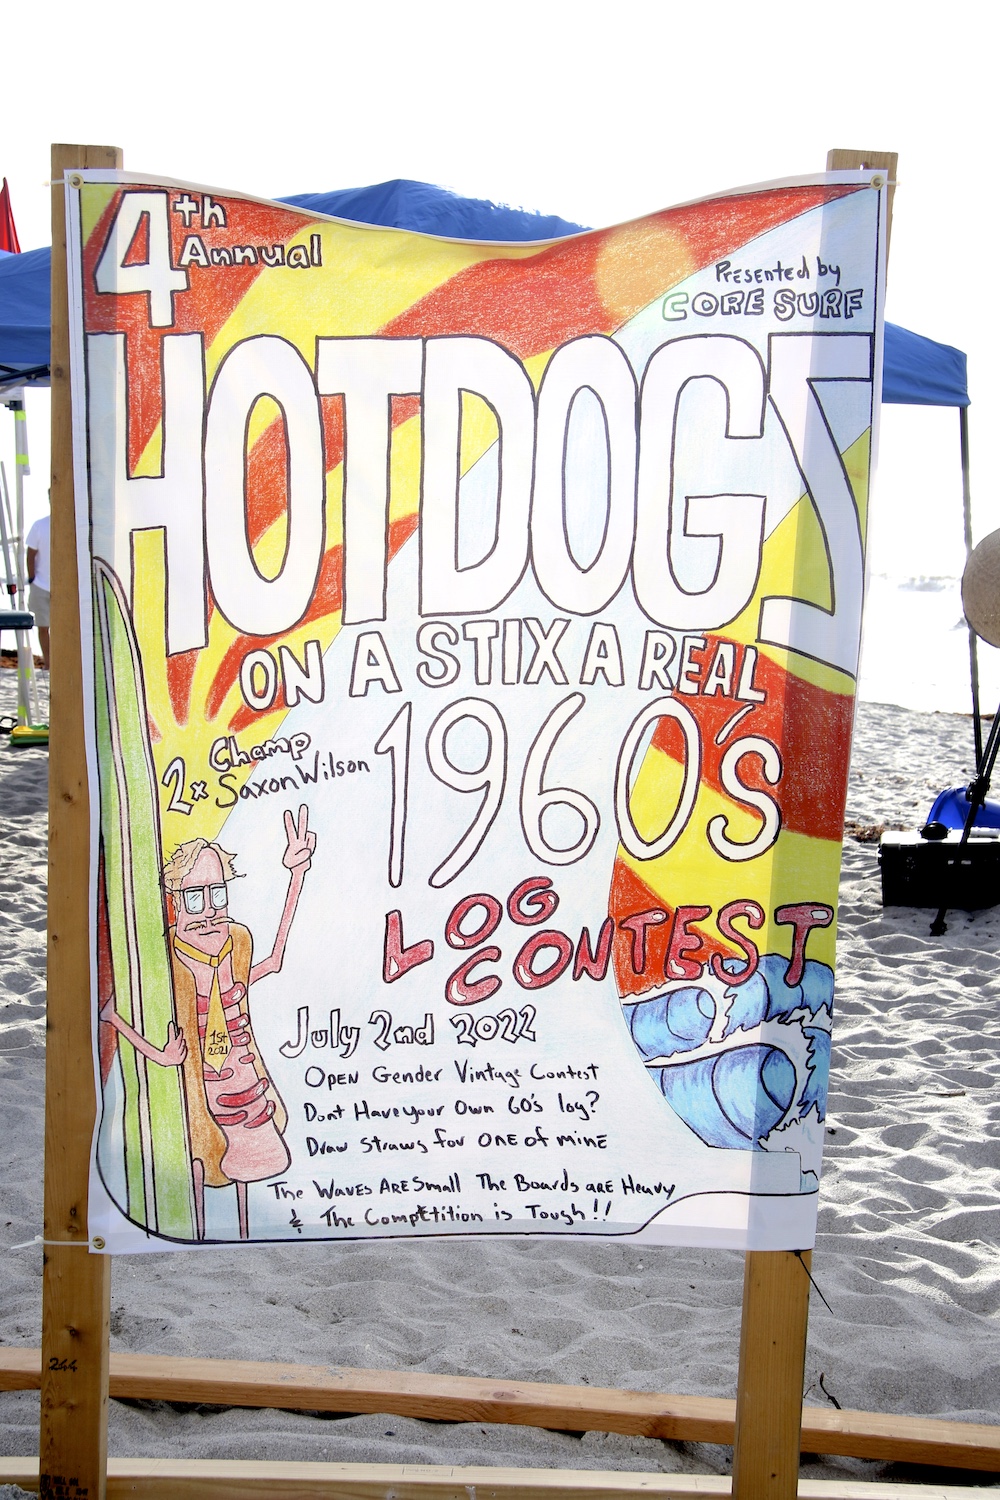 4th
Annual
Presented by
CORE SURF
HOTDOGZ
ON A STIX A REAL
1960's
2x Champ
Saxon Wilson
LOG
CONTEST
1st
2021
July 2nd 2022
OPEN Gender Vintage Contest
Dont Have your Own 60's log?
Draw Straws for ONE of minE
The WAVES ARE Small The Boards aRE Heavy
& The Competition is Tough!!
244